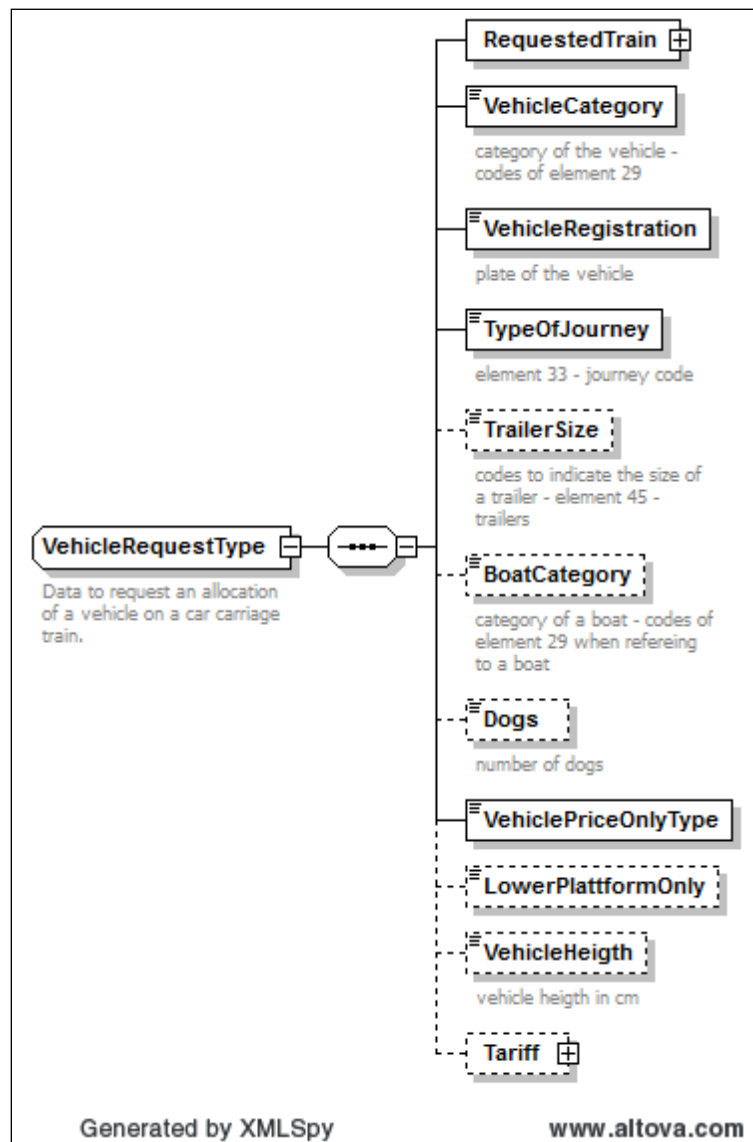 RequestedTrain
VehicleCategory
category of the vehicle -
codes of element 29
VehicleRegistration
plate of the vehicle
TypeOfJourney
element 33 - journey code
TrailerSize
codes to indicate the size of
a trailer - element 45 -
trailers
VehicleRequestType
Data to request an allocation
of a vehicle on a car carriage
train.
BoatCategory
category of a boat - codes of
element 29 when refereing
to a boat
Dogs
number of dogs
VehiclePriceOnlyType
LowerPlattformOnly
VehicleHeigth
vehicle heigth in cm
Tariff
Generated by XMLSpy
www.altova.com